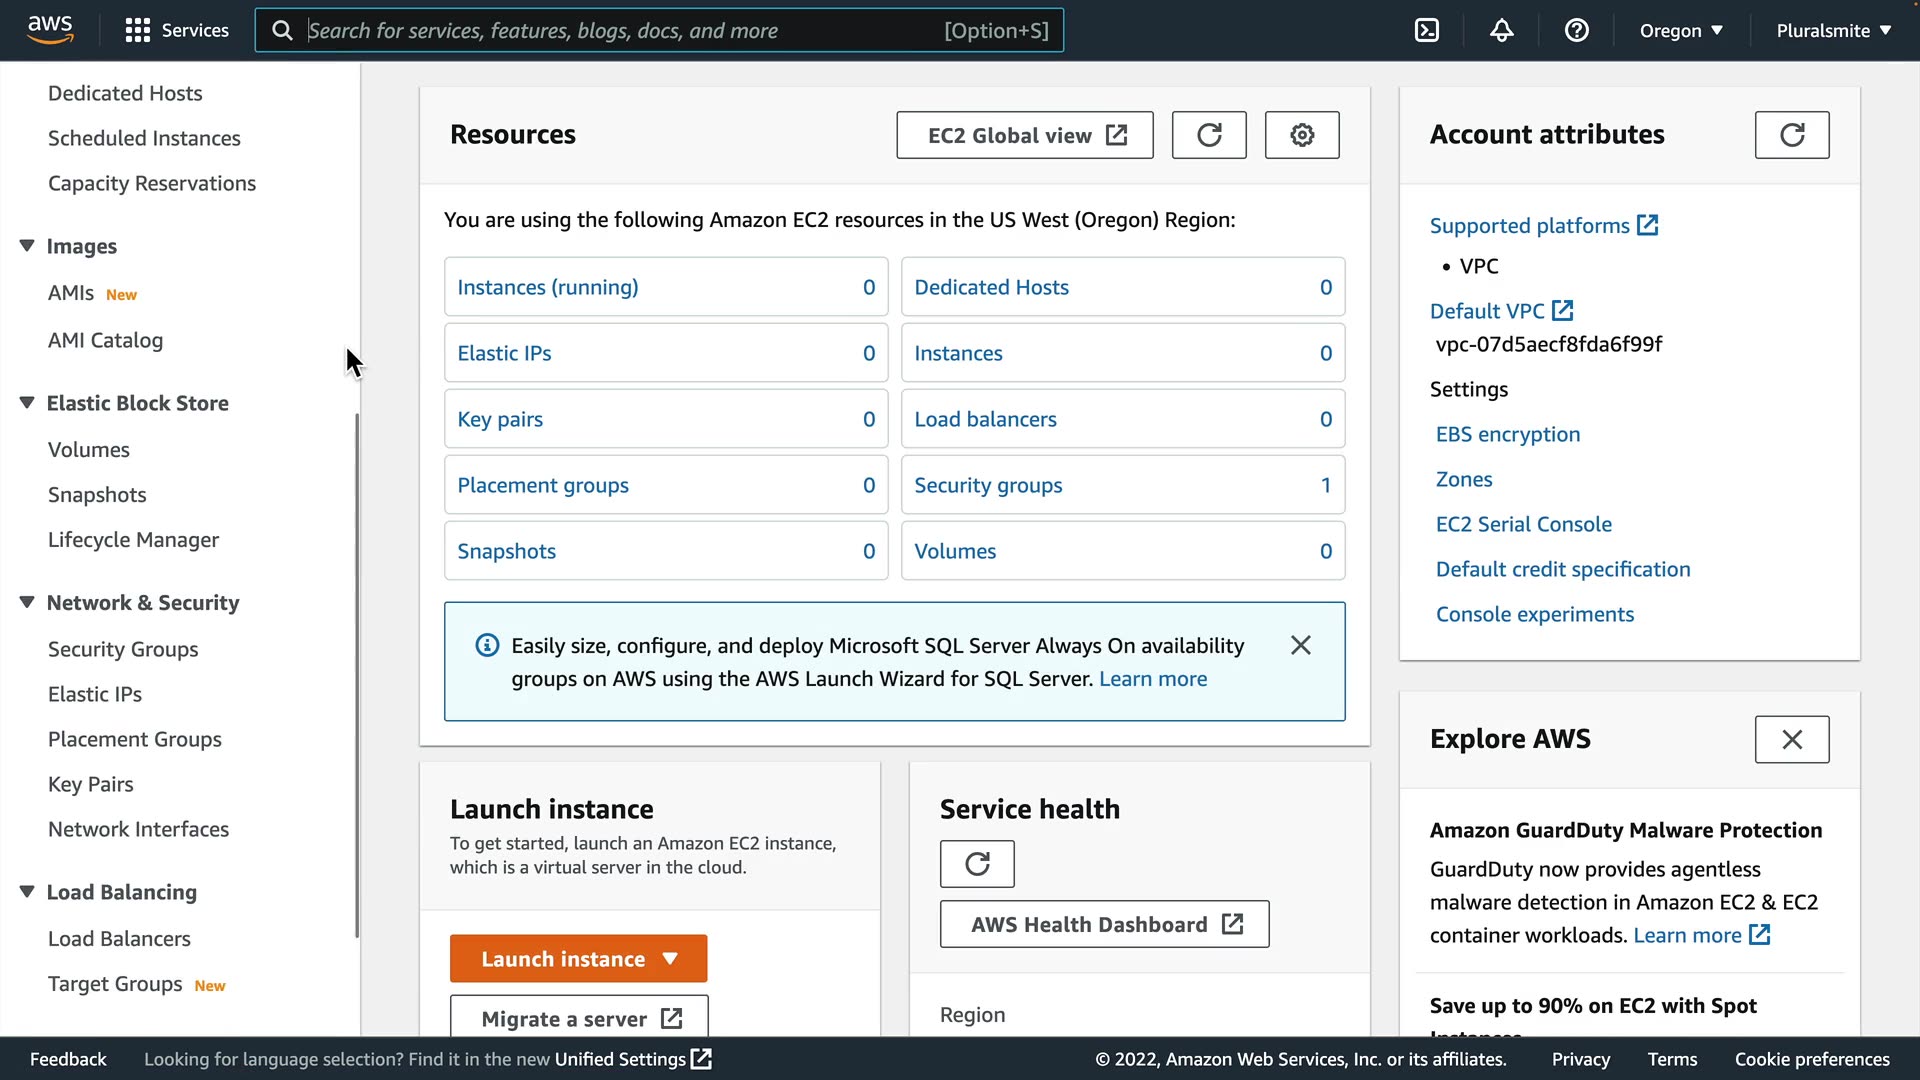 aws
Services
Search for services, features, blogs, docs, and more
[Option+S]
Oregon ▼
Pluralsmite ▼
Dedicated Hosts
Scheduled Instances
Capacity Reservations
Images
AMIs New
AMI Catalog
Elastic Block Store
Volumes
Snapshots
Lifecycle Manager
Network & Security
Security Groups
Elastic IPs
Placement Groups
Key Pairs
Network Interfaces
Load Balancing
Load Balancers
Target Groups New
Resources
EC2 Global view
You are using the following Amazon EC2 resources in the US West (Oregon) Region:
Instances (running) 0
Dedicated Hosts 0
Elastic IPs 0
Instances 0
Key pairs 0
Load balancers 0
Placement groups 0
Security groups 1
Snapshots 0
Volumes 0
Easily size, configure, and deploy Microsoft SQL Server Always On availability
groups on AWS using the AWS Launch Wizard for SQL Server. Learn more
Launch instance
To get started, launch an Amazon EC2 instance,
which is a virtual server in the cloud.
Launch instance ▼
Migrate a server
Service health
AWS Health Dashboard
Region
Account attributes
Supported platforms
• VPC
Default VPC
vpc-07d5aecf8fda6f99f
Settings
EBS encryption
Zones
EC2 Serial Console
Default credit specification
Console experiments
Explore AWS
Amazon GuardDuty Malware Protection
GuardDuty now provides agentless
malware detection in Amazon EC2 & EC2
container workloads. Learn more
Save up to 90% on EC2 with Spot
Instances
Feedback
Looking for language selection? Find it in the new Unified Settings
© 2022, Amazon Web Services, Inc. or its affiliates.
Privacy
Terms
Cookie preferences